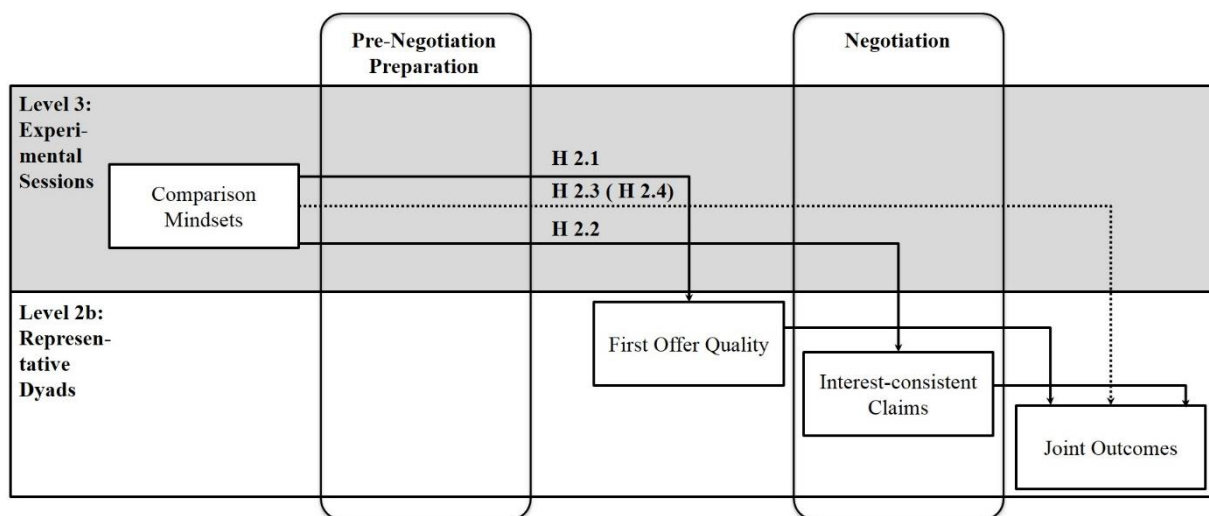 Pre-Negotiation
Preparation
Negotiation
Level 3:
Experi-
mental
Sessions
Comparison
Mindsets
H 2.1
H 2.3 ( H 2.4)
H 2.2
Level 2b:
Represen-
tative
Dyads
First Offer Quality
Interest-consistent
Claims
Joint Outcomes